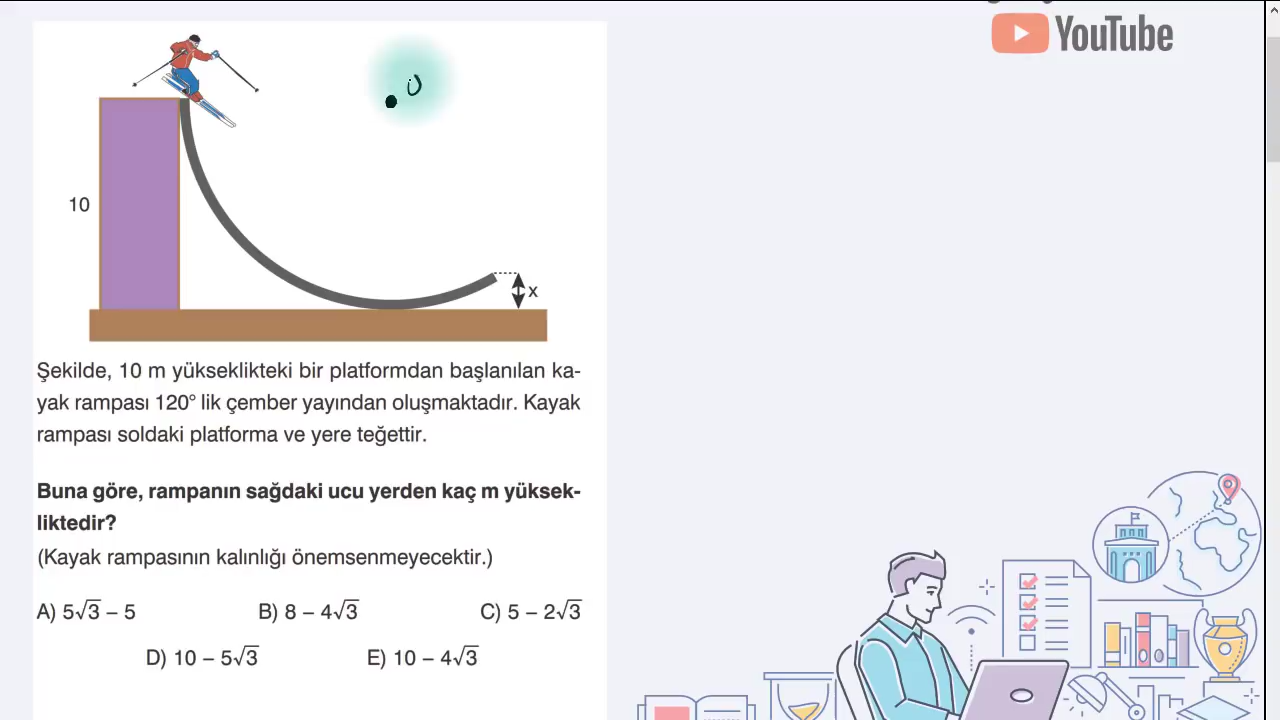 YouTube
O
10
x
Şekilde, 10 m yükseklikteki bir platformdan başlanılan ka-
yak rampası 120° lik çember yayından oluşmaktadır. Kayak
rampası soldaki platforma ve yere teğettir.
Buna göre, rampanın sağdaki ucu yerden kaç m yüksek-
liktedir?
(Kayak rampasının kalınlığı önemsenmeyecektir.)
A) 5√3 – 5 B) 8 – 4√3 C) 5 – 2√3
D) 10 – 5√3 E) 10 – 4√3